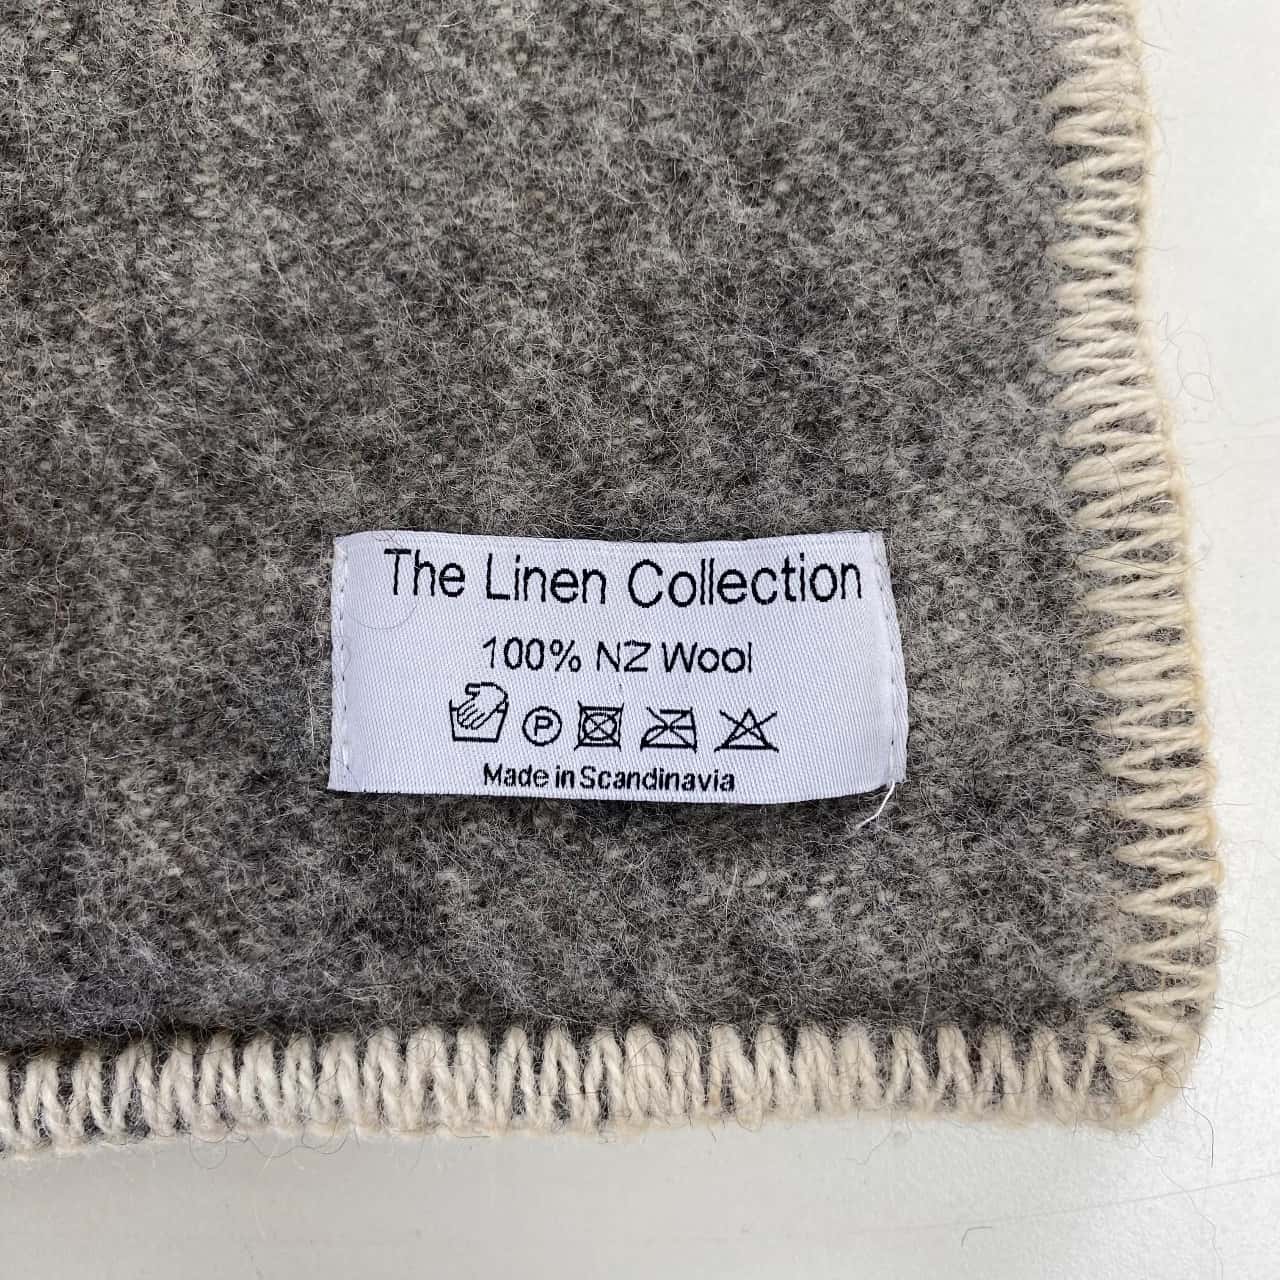 The Linen Collection
100% NZ Wool
P
Made in Scandinavia